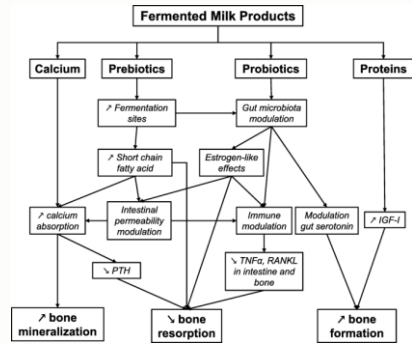 Fermented Milk Products
Calcium
Prebiotics
Probiotics
Proteins
↗ Fermentation
sites
Gut microbiota
modulation
↗ Short chain
fatty acid
Estrogen-like
effects
↗ calcium
absorption
Intestinal
permeability
modulation
Immune
modulation
Modulation
gut serotonin
↗ IGF-I
↘ PTH
↘ TNFα, RANKL
in intestine and
bone
↗ bone
mineralization
↘ bone
resorption
↗ bone
formation